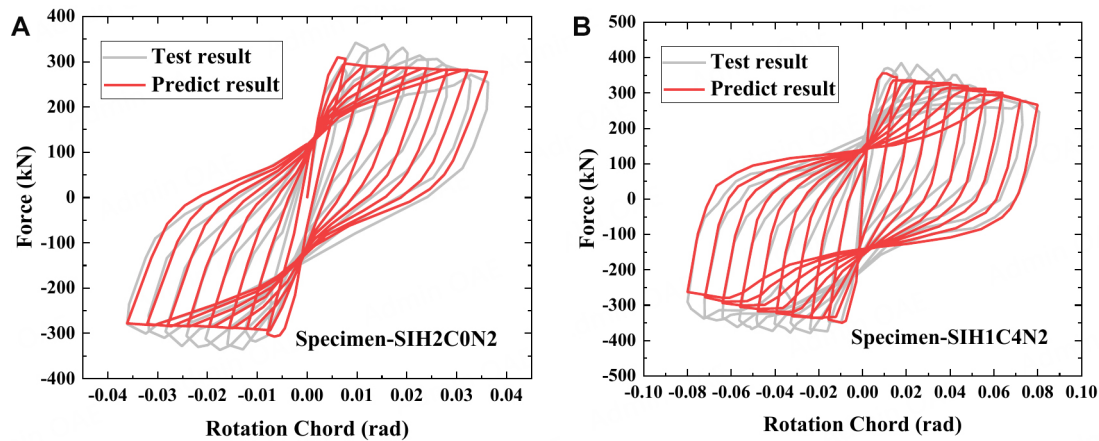 A
Test result
Predict result
400
300
200
100
0
-100
-200
-300
-400
Force (kN)
Specimen-SIH2C0N2
-0.04 -0.03 -0.02 -0.01 0.00 0.01 0.02 0.03 0.04
Rotation Chord (rad)
B
Test result
Predict result
500
400
300
200
100
0
-100
-200
-300
-400
-500
Force (kN)
Specimen-SIH1C4N2
-0.10 -0.08 -0.06 -0.04 -0.02 0.00 0.02 0.04 0.06 0.08 0.10
Rotation Chord (rad)